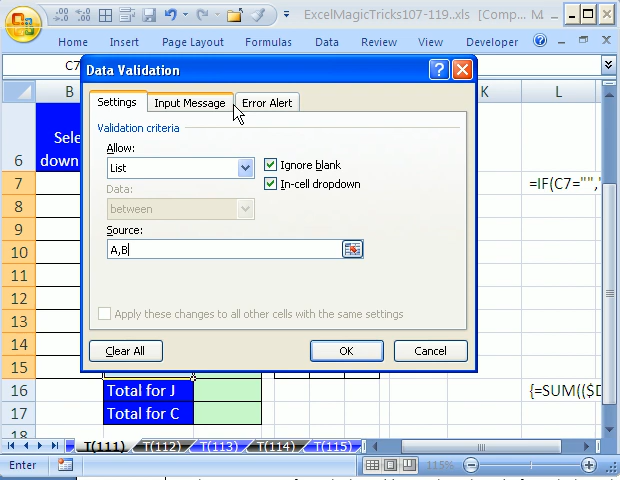 ExcelMagicTricks107-119..xls [Comp... M
Home Insert Page Layout Formulas Data Review View Developer
C7
Data Validation
B K L
Settings Input Message Error Alert
Validation criteria
Sele
down
6
Allow:
List
Ignore blank
In-cell dropdown
Data:
between
Source:
A,B
7 =IF(C7="","
8
9
10
11
12
13
14
15
Apply these changes to all other cells with the same settings
Clear All OK Cancel
16 Total for J {=SUM(($D
17 Total for C
18
T(111) T(112) T(113) T(114) T(115)
Enter 115%